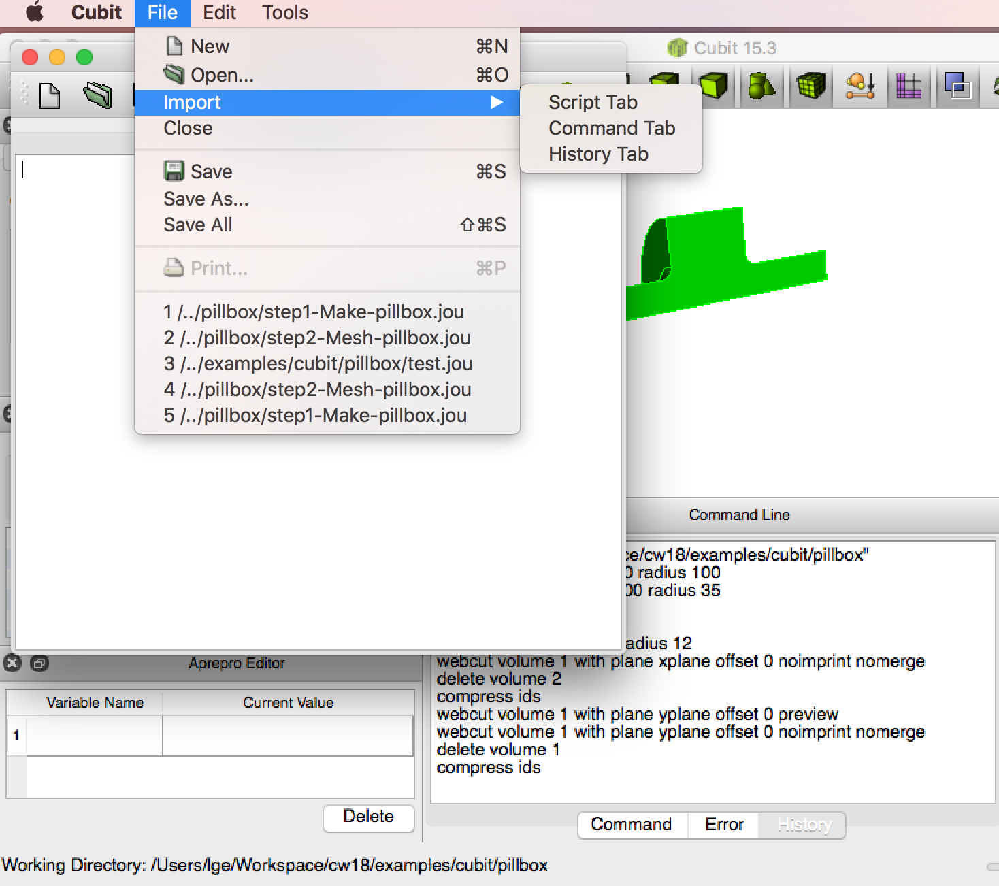 Cubit File Edit Tools
Cubit 15.3
New ⌘N
Open... ⌘O
Import ▶
Close
Save ⌘S
Save As...
Save All ⇧⌘S
Print... ⌘P
1 /../pillbox/step1-Make-pillbox.jou
2 /../pillbox/step2-Mesh-pillbox.jou
3 /../examples/cubit/pillbox/test.jou
4 /../pillbox/step2-Mesh-pillbox.jou
5 /../pillbox/step1-Make-pillbox.jou
Script Tab
Command Tab
History Tab
Command Line
/cw18/examples/cubit/pillbox"
radius 100
radius 35
12
webcut volume 1 with plane xplane offset 0 noimprint nomerge
delete volume 2
compress ids
webcut volume 1 with plane yplane offset 0 preview
webcut volume 1 with plane yplane offset 0 noimprint nomerge
delete volume 1
compress ids
Command Error History
Aprepro Editor
Variable Name Current Value
1
Delete
Working Directory: /Users/lge/Workspace/cw18/examples/cubit/pillbox